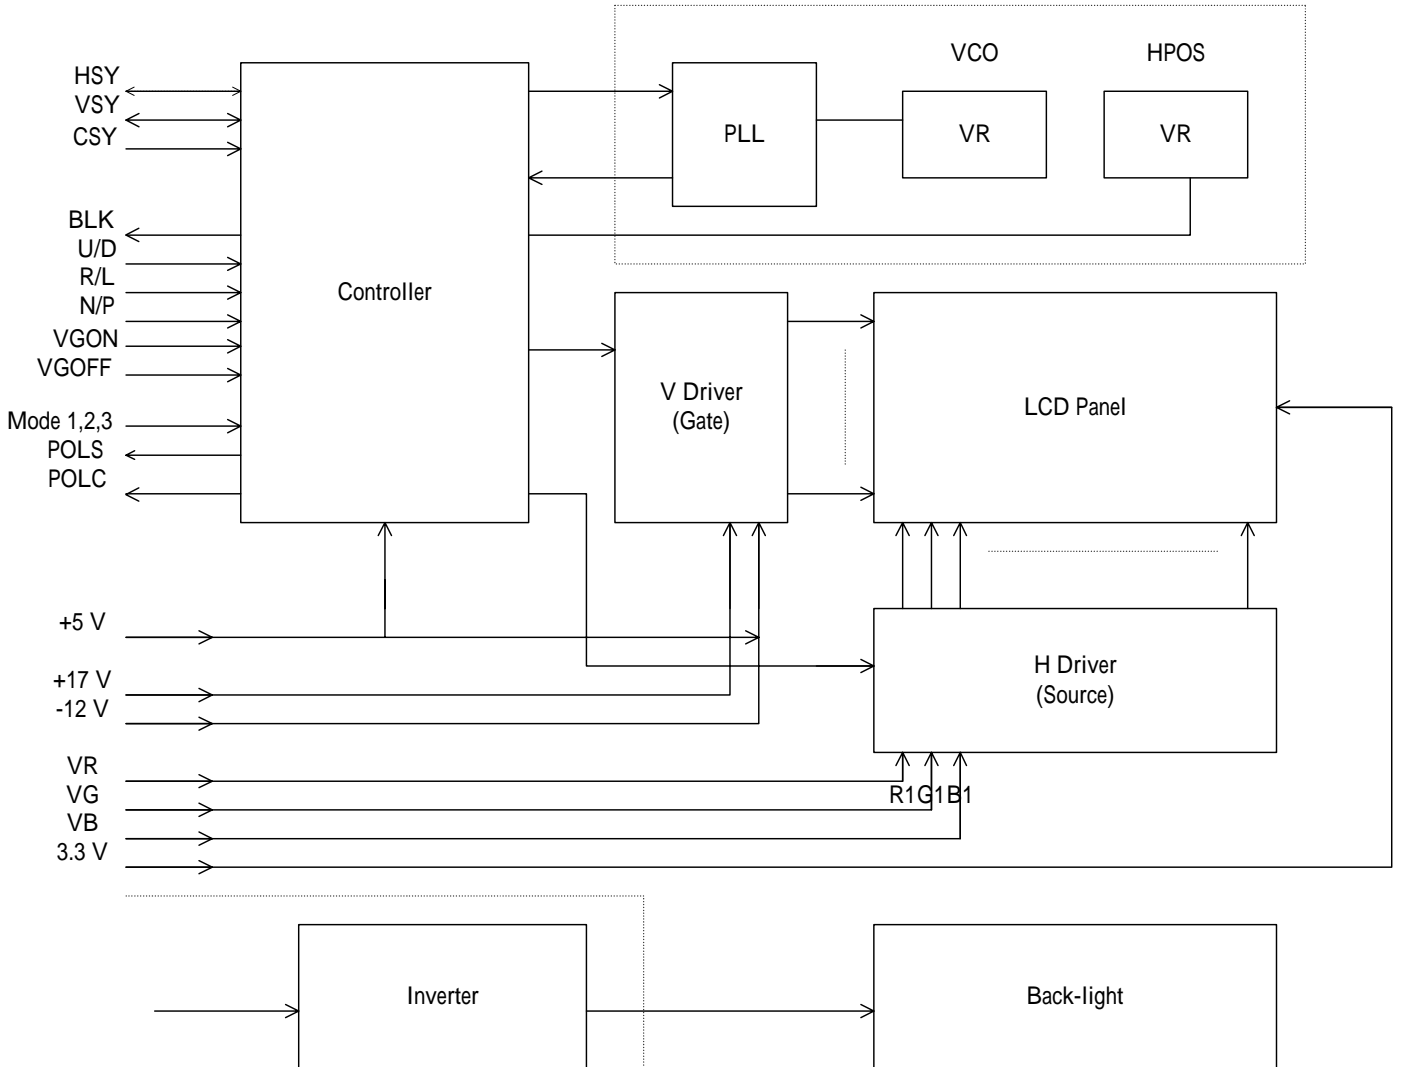 VCO
HPOS
HSY
VSY
CSY
PLL
VR
VR
BLK
U/D
R/L
N/P
VGON
VGOFF
Controller
V Driver
(Gate)
LCD Panel
Mode 1,2,3
POLS
POLC
+5 V
+17 V
-12 V
H Driver
(Source)
VR
VG
VB
3.3 V
R1G1B1
Inverter
Back-light